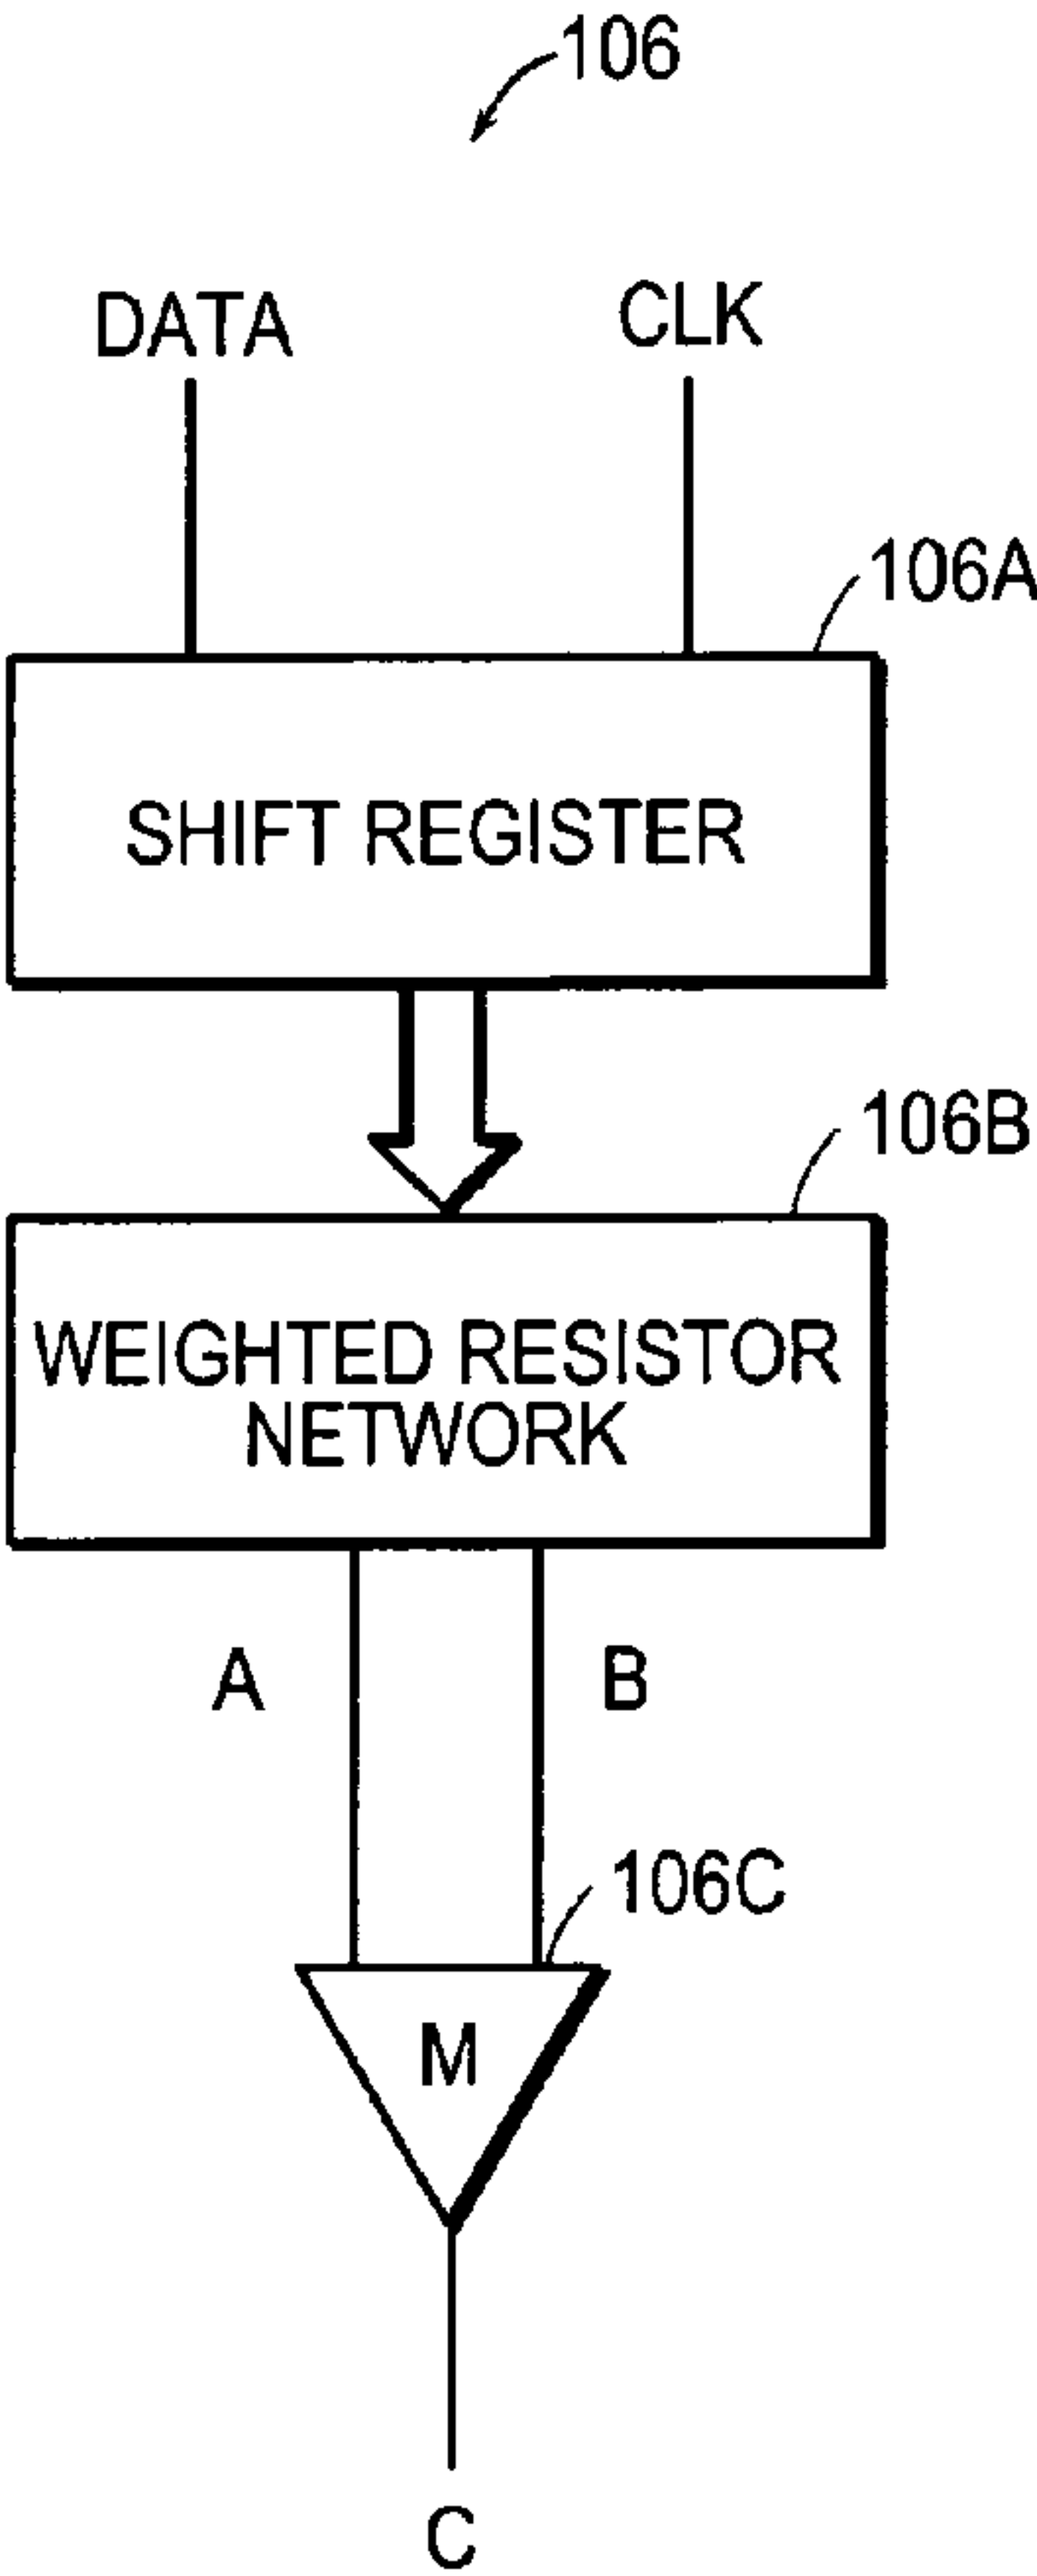 106
DATA
CLK
106A
SHIFT REGISTER
106B
WEIGHTED RESISTOR
NETWORK
A
B
106C
M
C